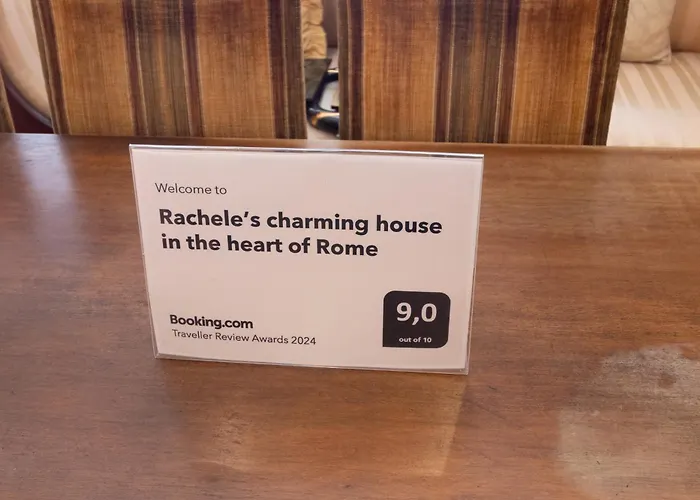 Welcome to
Rachele's charming house
in the heart of Rome
Booking.com
Traveller Review Awards 2024
9,0
out of 10